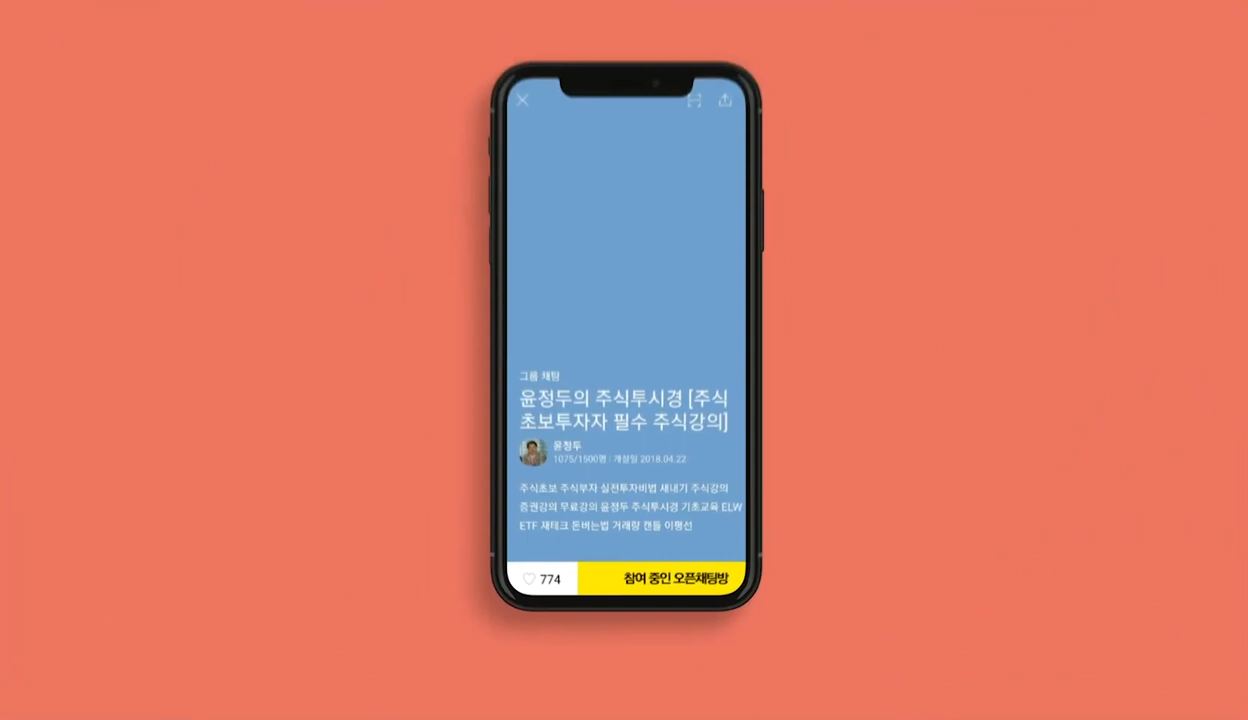 그룹 채팅
윤정두의 주식투시경 [주식
초보투자자 필수 주식강의]
윤정두
1075/1500명 | 개설일 2018.04.22
주식초보 주식부자 실전투자비법 새내기 주식강의
증권강의 무료강의 윤정두 주식투시경 기초교육 ELW
ETF 재테크 돈버는법 거래량 캔들 이평선
774 참여 중인 오픈채팅방